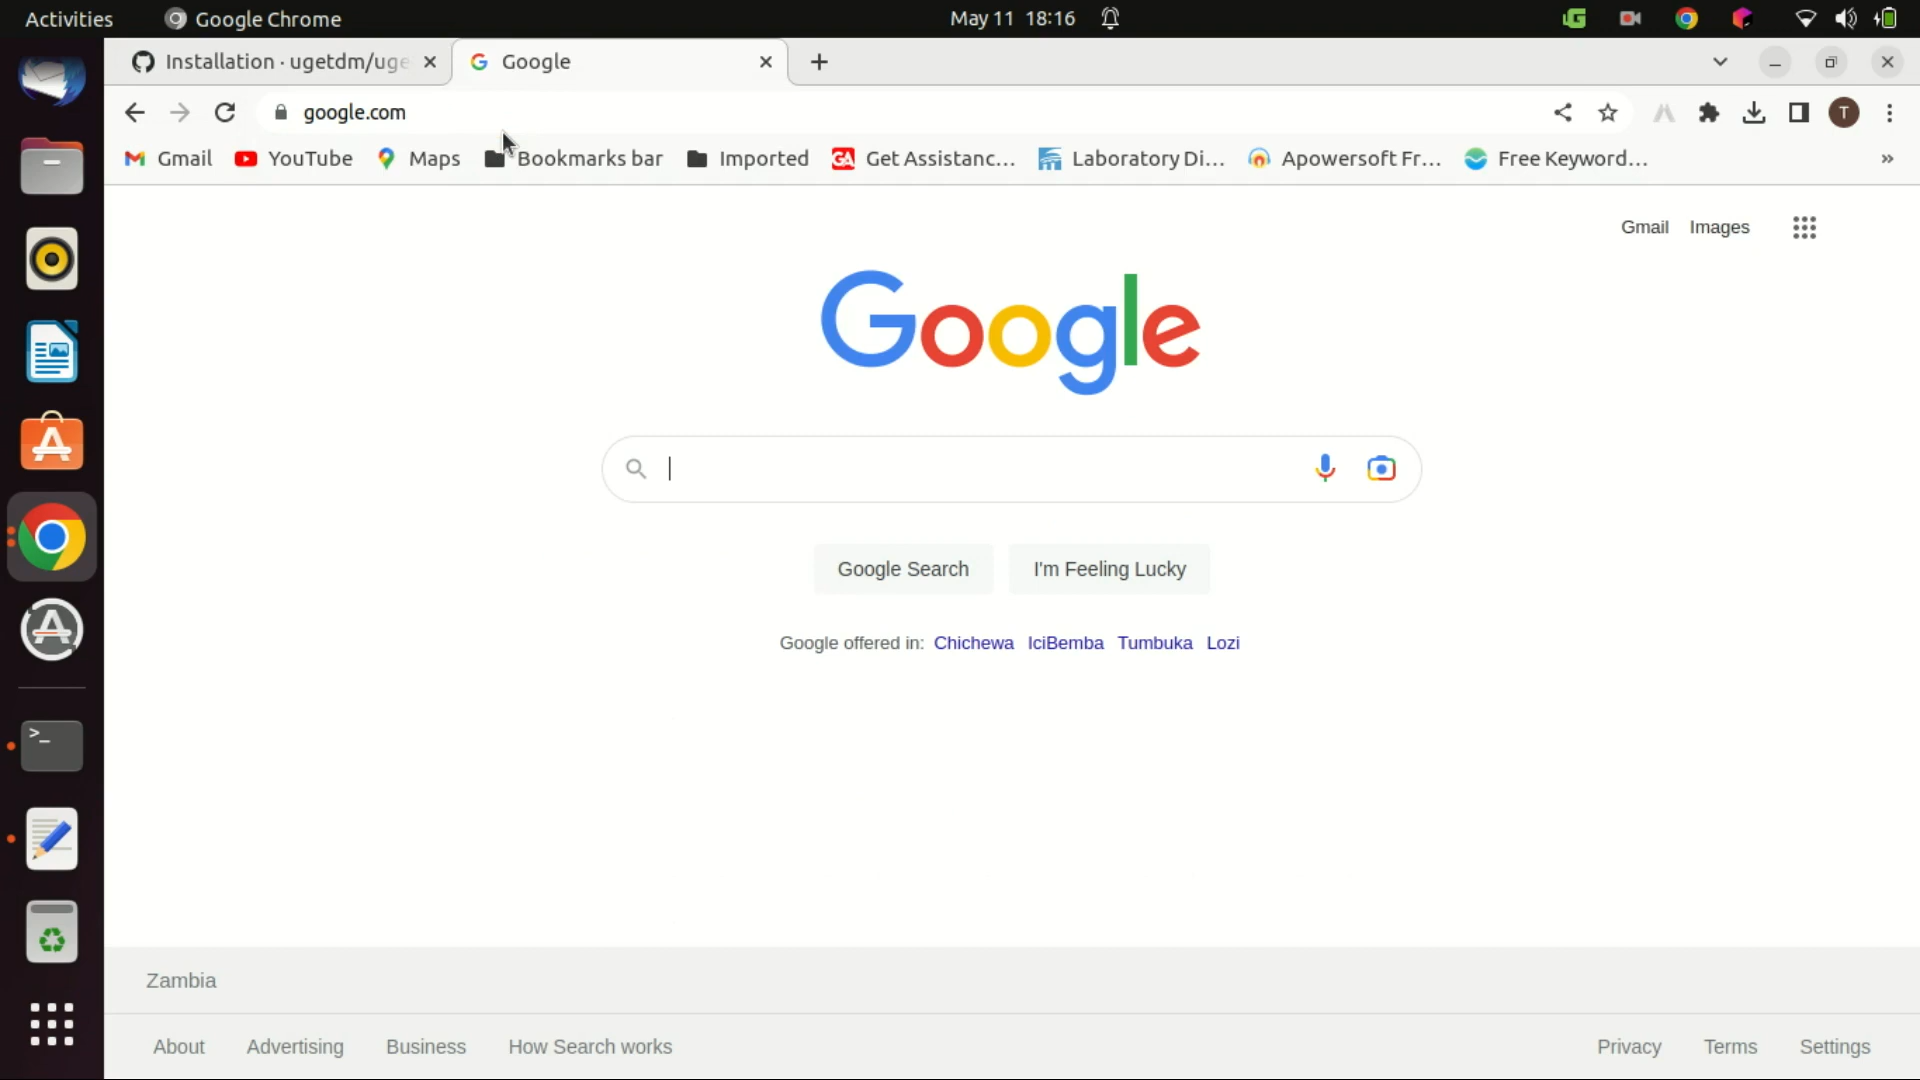 Activities Google Chrome May 11 18:16
Installation · ugetdm/uge Google
google.com T
Gmail YouTube Maps Bookmarks bar Imported GA Get Assistanc... Laboratory Di... Apowersoft Fr... Free Keyword... »
Gmail Images
Google
Google Search I'm Feeling Lucky
Google offered in: Chichewa IciBemba Tumbuka Lozi
Zambia
About Advertising Business How Search works Privacy Terms Settings